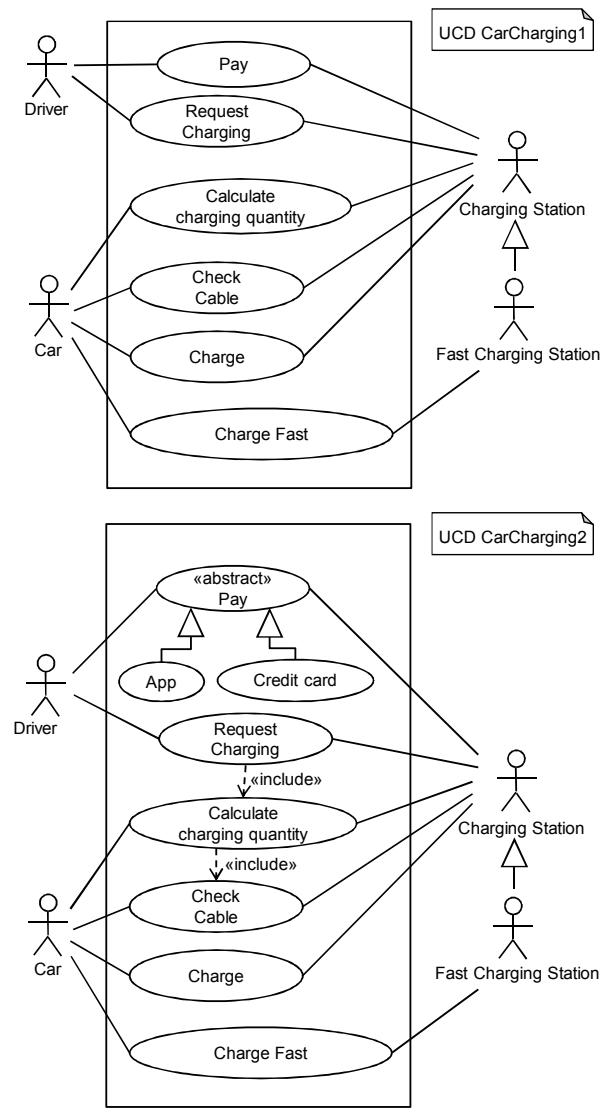 UCD CarCharging1
Pay
Driver
Request
Charging
Calculate
charging quantity
Charging Station
Check
Cable
Car
Charge
Fast Charging Station
Charge Fast
UCD CarCharging2
«abstract»
Pay
App
Credit card
Driver
Request
Charging
«include»
Calculate
charging quantity
Charging Station
«include»
Check
Cable
Car
Charge
Fast Charging Station
Charge Fast